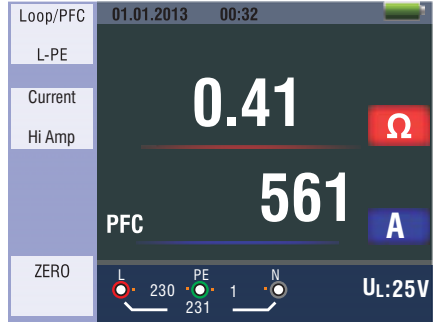 Loop/PFC
01.01.2013 00:32
L-PE
Current
Hi Amp
0.41
Ω
561
PFC
A
ZERO
L PE N
230 1
231
UL:25V